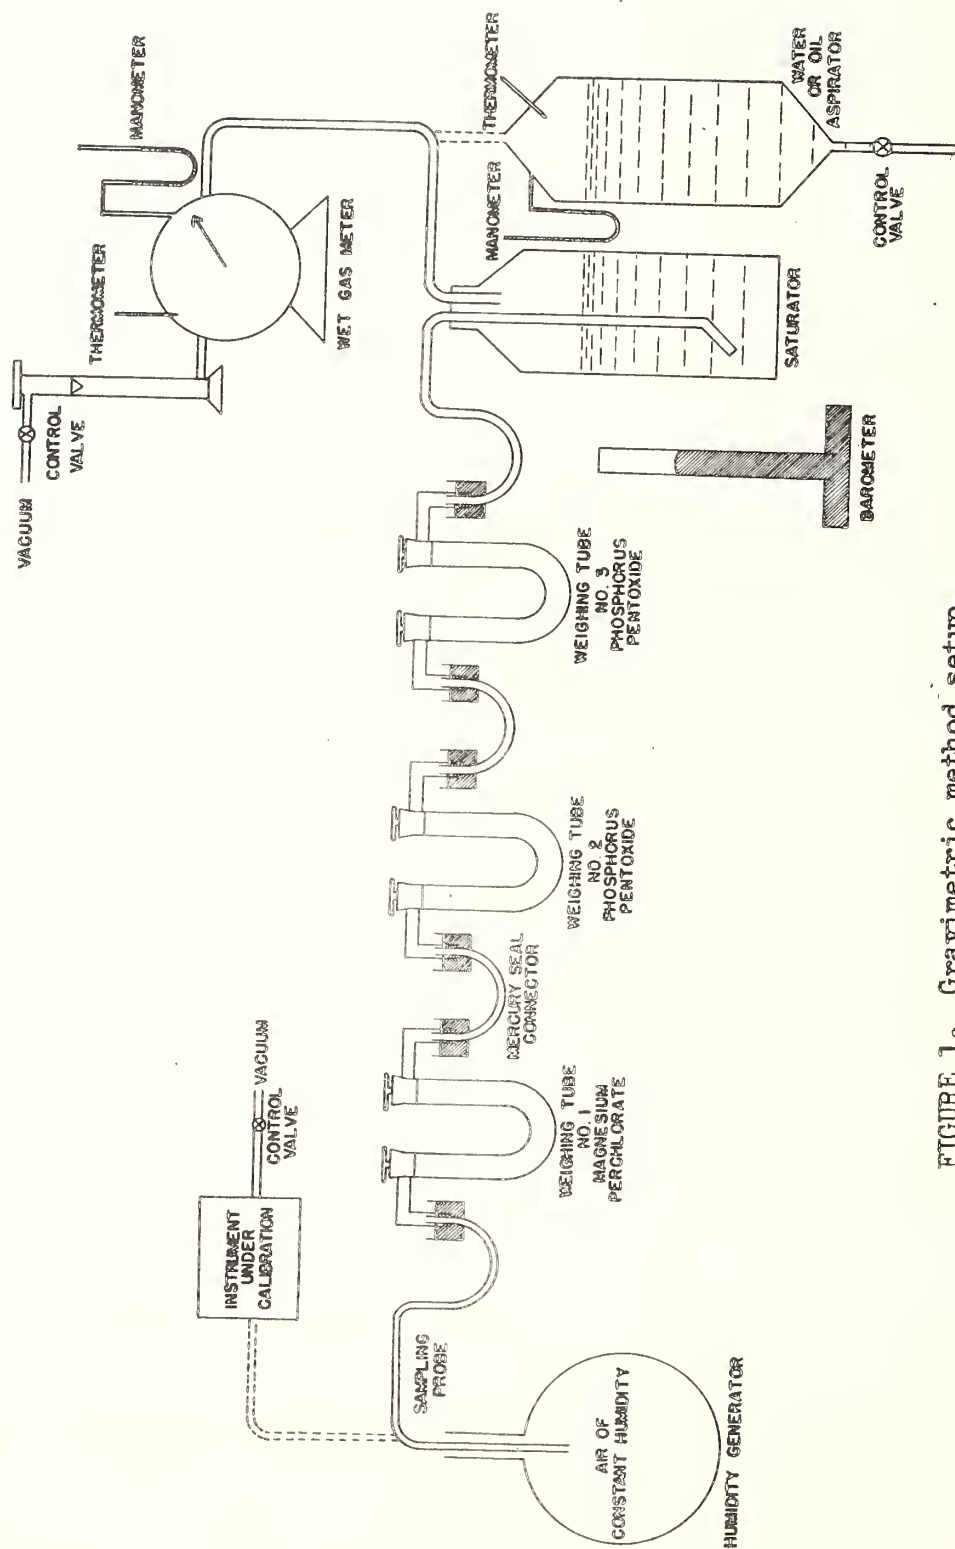 VACUUM
CONTROL
VALVE
THERMOMETER
MANOMETER
WET GAS METER
THERMOMETER
MANOMETER
WATER
OR OIL
ASPIRATOR
CONTROL
VALVE
SATURATOR
BAROMETER
WEIGHING TUBE
NO. 3
PHOSPHORUS
PENTOXIDE
WEIGHING TUBE
NO. 2
PHOSPHORUS
PENTOXIDE
MERCURY SEAL
CONNECTOR
WEIGHING TUBE
NO. 1
MAGNESIUM
PERCHLORATE
VACUUM
CONTROL
VALVE
INSTRUMENT
UNDER
CALIBRATION
SAMPLING
PROBE
AIR OF
CONSTANT HUMIDITY
HUMIDITY GENERATOR
FIGURE 1. Gravimetric method setup